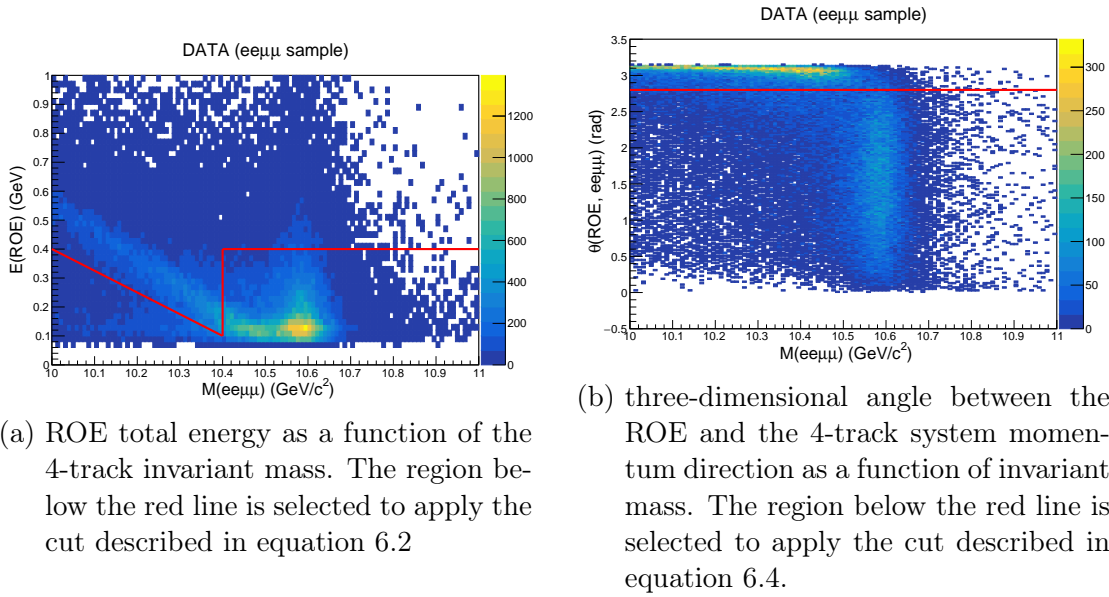 DATA (eeμμ sample)
1
0.9
0.8
0.7
0.6
0.5
0.4
0.3
0.2
0.1
0
E(ROE) (GeV)
10 10.1 10.2 10.3 10.4 10.5 10.6 10.7 10.8 10.9 11
M(eeμμ) (GeV/c²)
1200
1000
800
600
400
200
0
(a) ROE total energy as a function of the
4-track invariant mass. The region be-
low the red line is selected to apply the
cut described in equation 6.2
DATA (eeμμ sample)
3.5
3
2.5
2
1.5
1
0.5
0
−0.5
θ(ROE, eeμμ) (rad)
10 10.1 10.2 10.3 10.4 10.5 10.6 10.7 10.8 10.9 11
M(eeμμ) (GeV/c²)
300
250
200
150
100
50
0
(b) three-dimensional angle between the
ROE and the 4-track system momen-
tum direction as a function of invariant
mass. The region below the red line is
selected to apply the cut described in
equation 6.4.